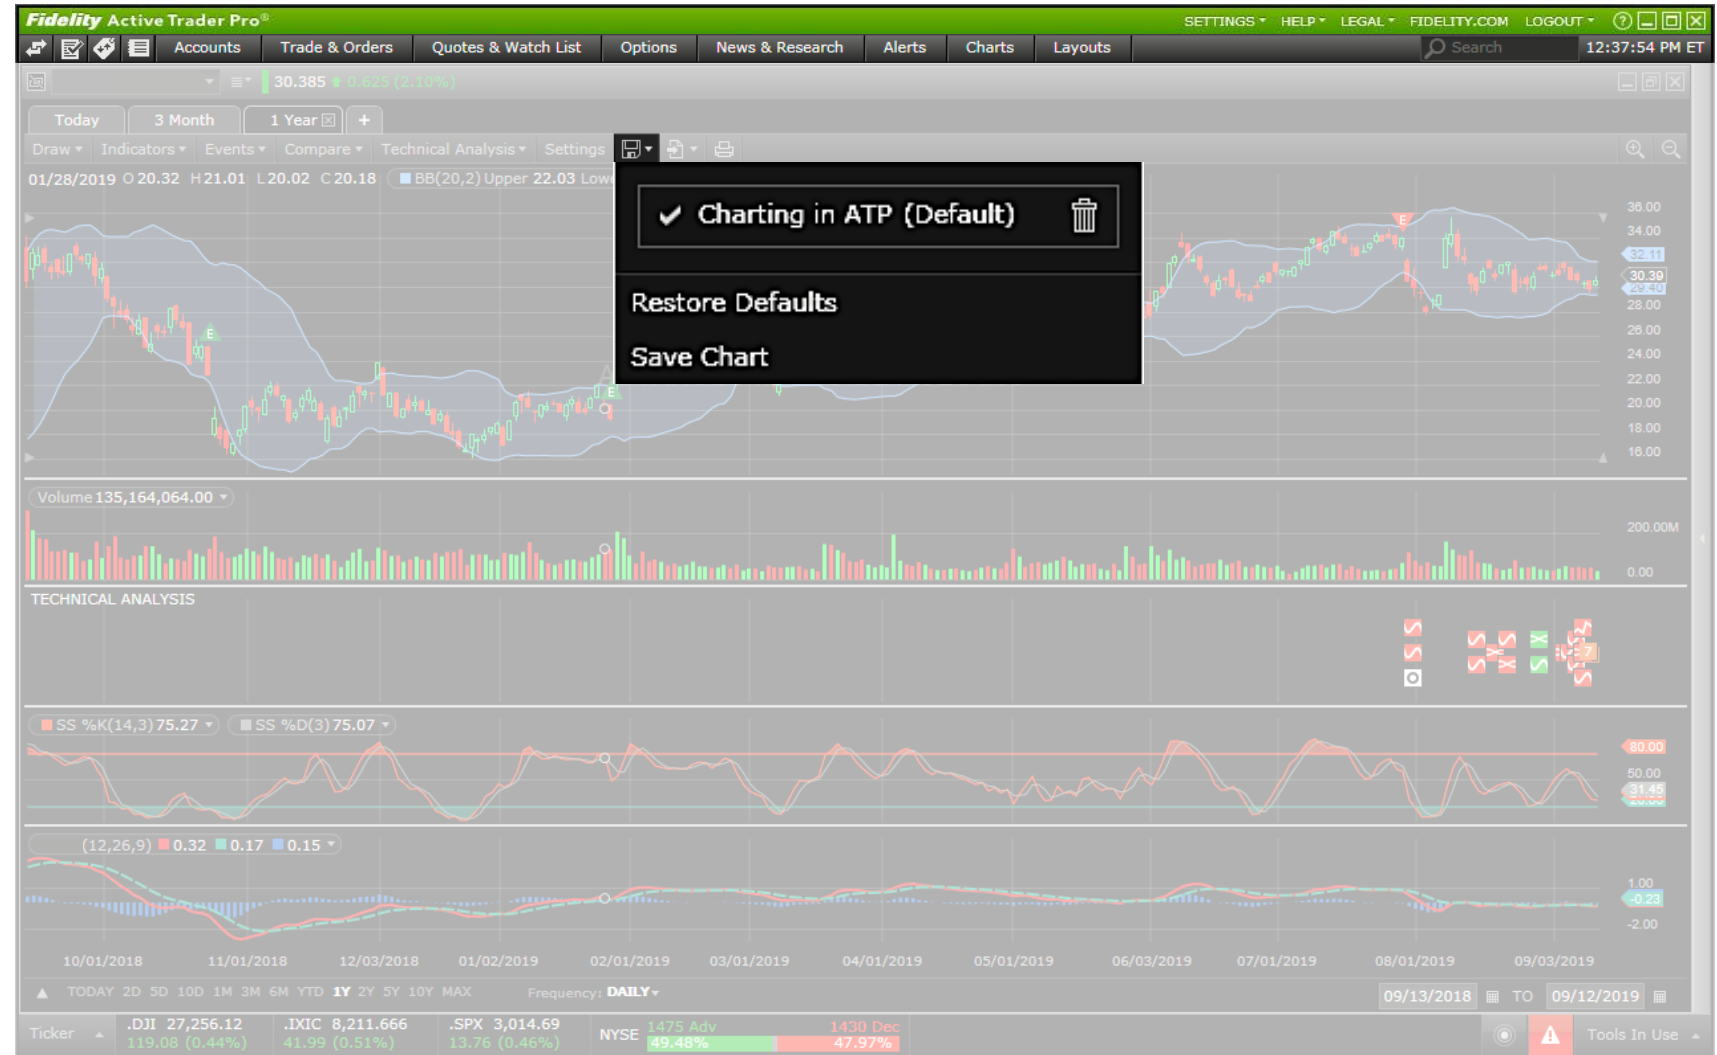 Fidelity Active Trader Pro® SETTINGS HELP LEGAL FIDELITY.COM LOGOUT ?
Accounts Trade & Orders Quotes & Watch List Options News & Research Alerts Charts Layouts Search 12:37:54 PM ET
30.385 0.625 (2.10%)
Today 3 Month 1 Year +
Draw Indicators Events Compare Technical Analysis Settings
01/28/2019 O 20.32 H 21.01 L 20.02 C 20.18 BB(20,2) Upper 22.03 Low
Charting in ATP (Default)
Restore Defaults
Save Chart
E
E
E
36.00
34.00
32.11
30.39
29.40
28.00
26.00
24.00
22.00
20.00
18.00
16.00
Volume 135,164,064.00
200.00M
0.00
TECHNICAL ANALYSIS
7
SS %K(14,3) 75.27 SS %D(3) 75.07
80.00
50.00
31.45
20.00
(12,26,9) 0.32 0.17 0.15
1.00
-0.23
-2.00
10/01/2018 11/01/2018 12/03/2018 01/02/2019 02/01/2019 03/01/2019 04/01/2019 05/01/2019 06/03/2019 07/01/2019 08/01/2019 09/03/2019
TODAY 2D 5D 10D 1M 3M 6M YTD 1Y 2Y 5Y 10Y MAX Frequency: DAILY 09/13/2018 TO 09/12/2019
Ticker .DJI 27,256.12 .IXIC 8,211.666 .SPX 3,014.69 NYSE 1475 Adv 1430 Dec Tools In Use
119.08 (0.44%) 41.99 (0.51%) 13.76 (0.46%) 49.48% 47.97%